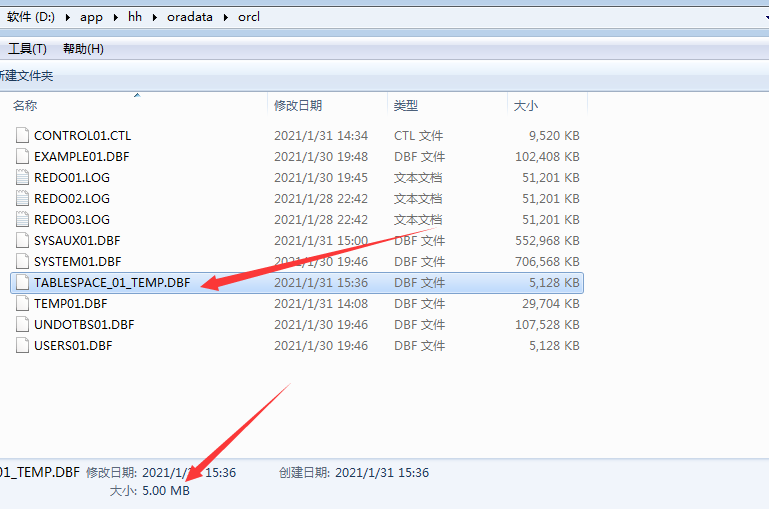 软件 (D:) ▸ app ▸ hh ▸ oradata ▸ orcl
工具(T) 帮助(H)
新建文件夹
名称 修改日期 类型 大小
CONTROL01.CTL 2021/1/31 14:34 CTL 文件 9,520 KB
EXAMPLE01.DBF 2021/1/30 19:48 DBF 文件 102,408 KB
REDO01.LOG 2021/1/30 19:45 文本文档 51,201 KB
REDO02.LOG 2021/1/28 22:42 文本文档 51,201 KB
REDO03.LOG 2021/1/28 22:42 文本文档 51,201 KB
SYSAUX01.DBF 2021/1/31 15:00 DBF 文件 552,968 KB
SYSTEM01.DBF 2021/1/30 19:46 DBF 文件 706,568 KB
TABLESPACE_01_TEMP.DBF 2021/1/31 15:36 DBF 文件 5,128 KB
TEMP01.DBF 2021/1/31 14:08 DBF 文件 29,704 KB
UNDOTBS01.DBF 2021/1/30 19:46 DBF 文件 107,528 KB
USERS01.DBF 2021/1/30 19:46 DBF 文件 5,128 KB
01_TEMP.DBF 修改日期: 2021/1/31 15:36 创建日期: 2021/1/31 15:36
大小: 5.00 MB